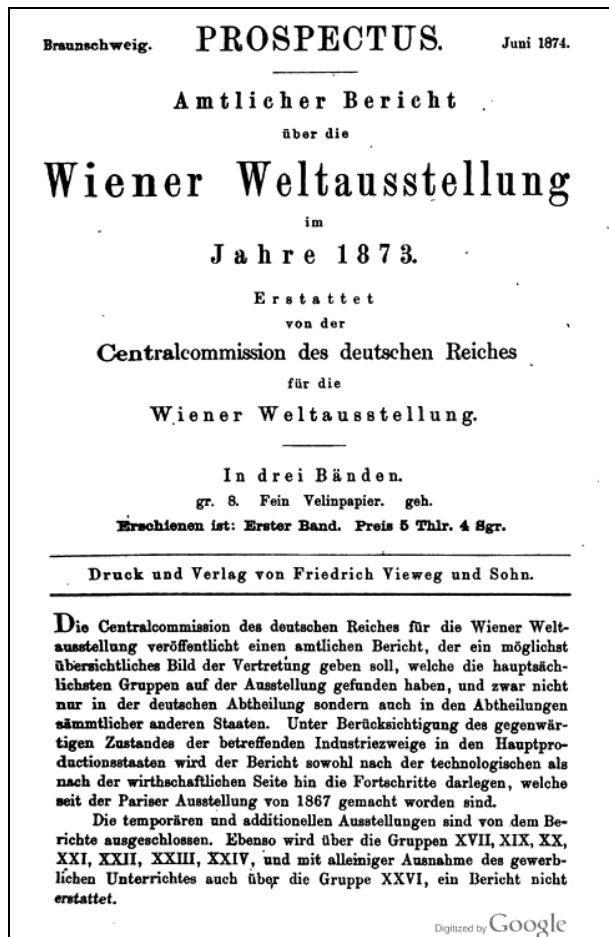 Braunschweig. PROSPECTUS. Juni 1874.
Amtlicher Bericht
über die
Wiener Weltausstellung
im
Jahre 1873.
Erstattet
von der
Centralcommission des deutschen Reiches
für die
Wiener Weltausstellung.
In drei Bänden.
gr. 8. Fein Velinpapier. geh.
Erschienen ist: Erster Band. Preis 5 Thlr. 4 Sgr.
Druck und Verlag von Friedrich Vieweg und Sohn.
Die Centralcommission des deutschen Reiches für die Wiener Welt-
ausstellung veröffentlicht einen amtlichen Bericht, der ein möglichst
übersichtliches Bild der Vertretung geben soll, welche die hauptsäch-
lichsten Gruppen auf der Ausstellung gefunden haben, und zwar nicht
nur in der deutschen Abtheilung sondern auch in den Abtheilungen
sämmtlicher anderen Staaten. Unter Berücksichtigung des gegenwär-
tigen Zustandes der betreffenden Industriezweige in den Hauptpro-
ductionsstaaten wird der Bericht sowohl nach der technologischen als
nach der wirthschaftlichen Seite hin die Fortschritte darlegen, welche
seit der Pariser Ausstellung von 1867 gemacht worden sind.
Die temporären und additionellen Ausstellungen sind von dem Be-
richte ausgeschlossen. Ebenso wird über die Gruppen XVII, XIX, XX,
XXI, XXII, XXIII, XXIV, und mit alleiniger Ausnahme des gewerb-
lichen Unterrichtes auch über die Gruppe XXVI, ein Bericht nicht
erstattet.
Digitized by Google